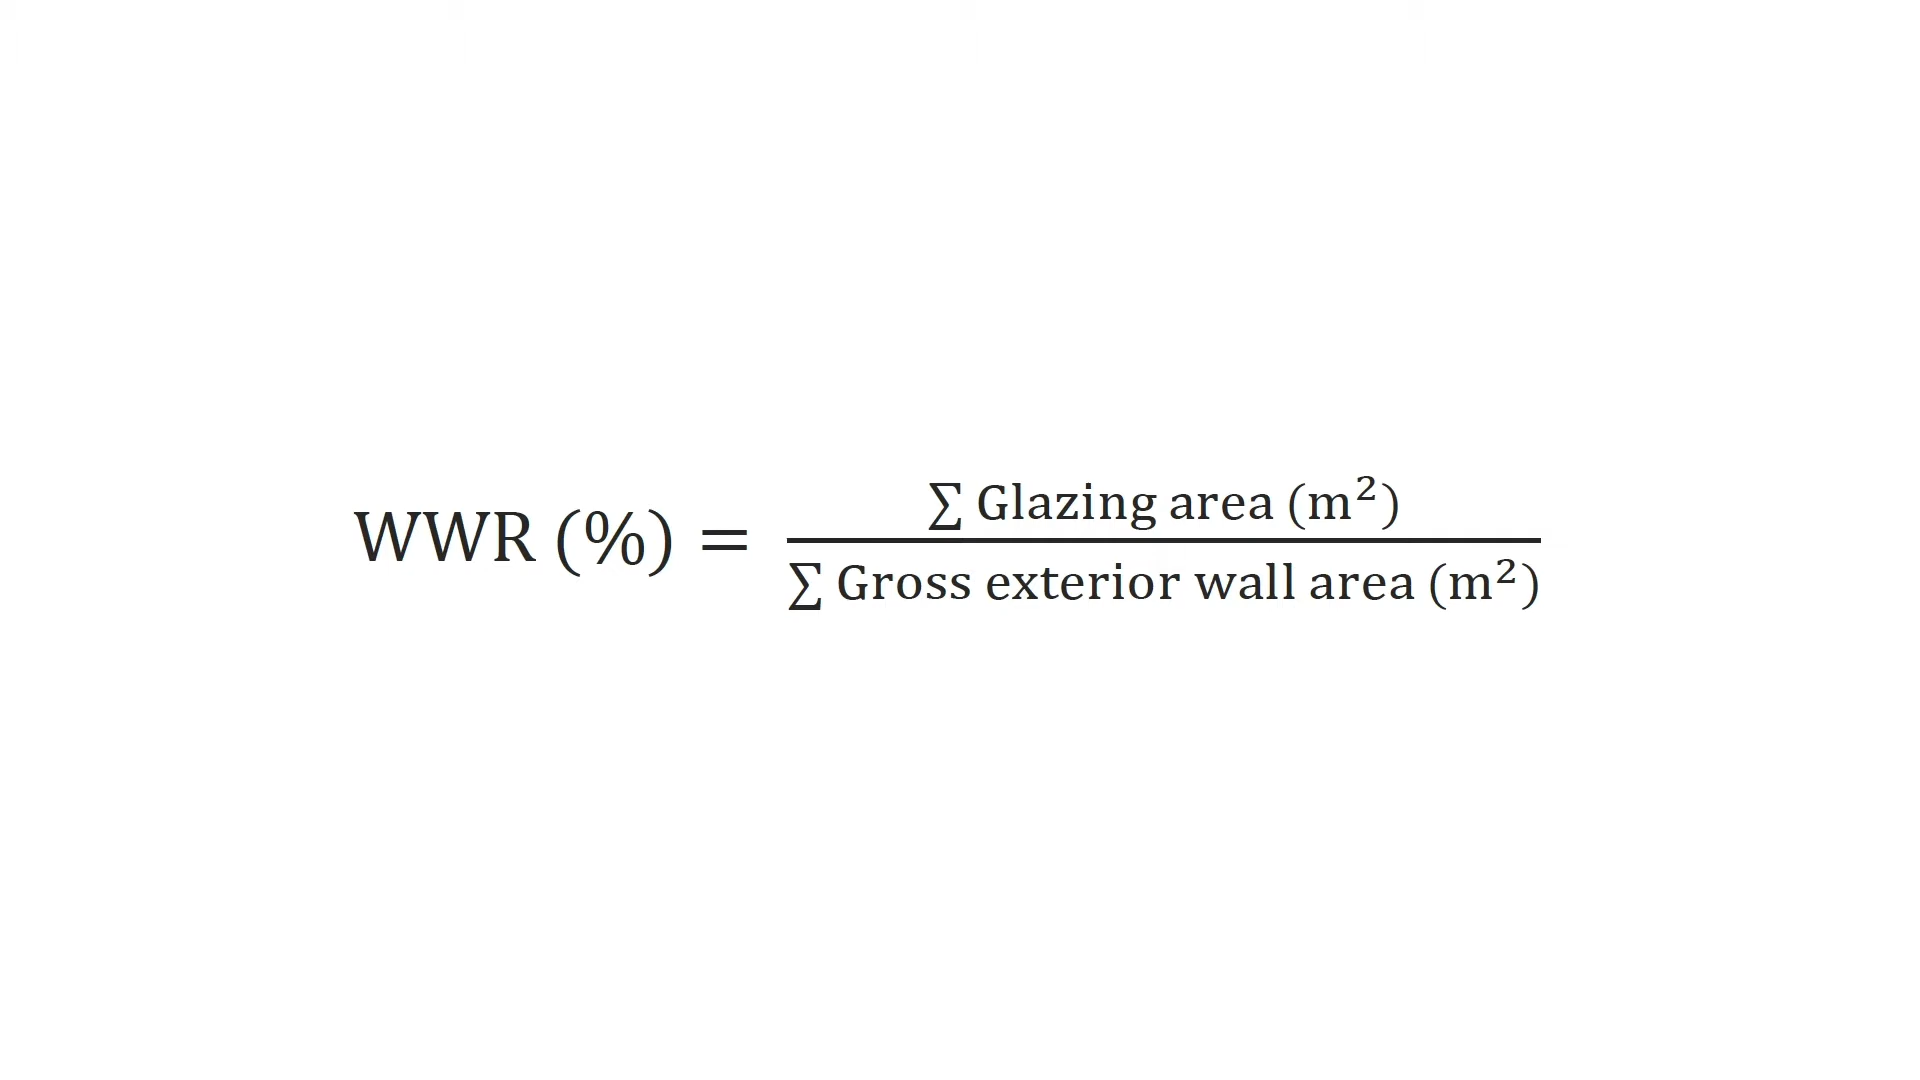 WWR (%) = ∑ Glazing area (m²)
∑ Gross exterior wall area (m²)